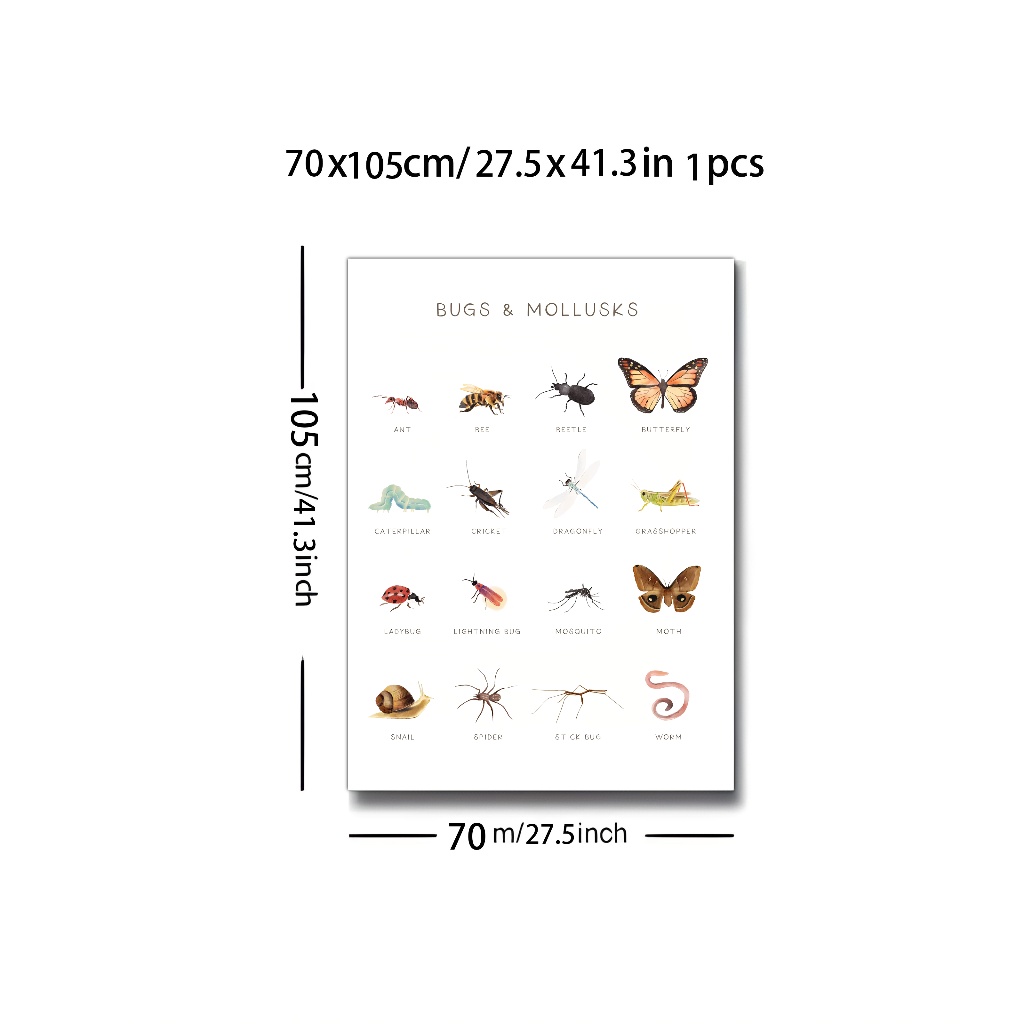 70x105cm/27.5x41.3in 1pcs
BUGS & MOLLUSKS
ANT BEE BEETLE BUTTERFLY
CATERPILLAR CRICKE DRAGONFLY GRASSHOPPER
LADYBUG LIGHTNING BUG MOSQUITO MOTH
SNAIL SPIDER STICK BUG WORM
105cm/41.3inch
70 m/27.5inch